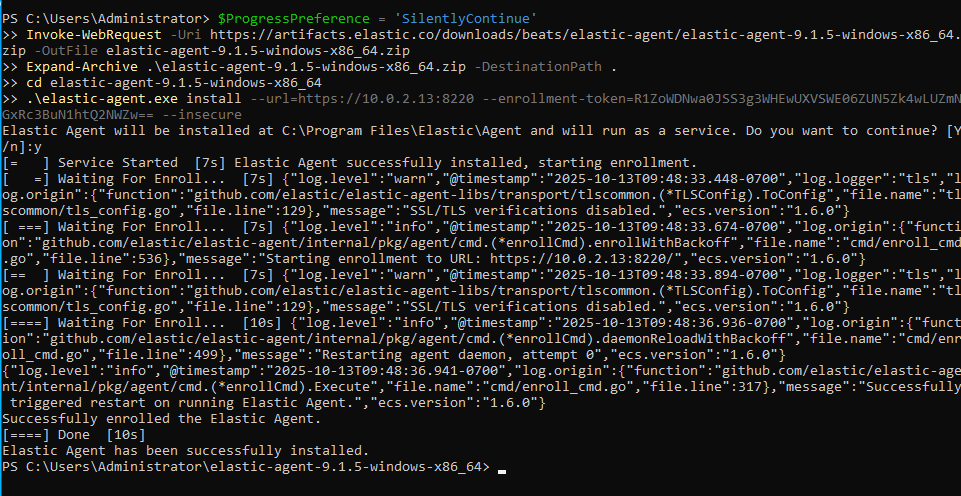 PS C:\Users\Administrator> $ProgressPreference = 'SilentlyContinue'
>> Invoke-WebRequest -Uri https://artifacts.elastic.co/downloads/beats/elastic-agent/elastic-agent-9.1.5-windows-x86_64.
zip -OutFile elastic-agent-9.1.5-windows-x86_64.zip
>> Expand-Archive .\elastic-agent-9.1.5-windows-x86_64.zip -DestinationPath .
>> cd elastic-agent-9.1.5-windows-x86_64
>> .\elastic-agent.exe install --url=https://10.0.2.13:8220 --enrollment-token=R1ZoWDNwa0JSS3g3WHEwUXVSWE06ZUN5Zk4wLUZmN
GxRc3BuN1htQ2NWZw== --insecure
Elastic Agent will be installed at C:\Program Files\Elastic\Agent and will run as a service. Do you want to continue? [Y
/n]:y
[=   ] Service Started  [7s] Elastic Agent successfully installed, starting enrollment.
[   =] Waiting For Enroll...  [7s] {"log.level":"warn","@timestamp":"2025-10-13T09:48:33.448-0700","log.logger":"tls","l
og.origin":{"function":"github.com/elastic/elastic-agent-libs/transport/tlscommon.(*TLSConfig).ToConfig","file.name":"tl
scommon/tls_config.go","file.line":129},"message":"SSL/TLS verifications disabled.","ecs.version":"1.6.0"}
[ ===] Waiting For Enroll...  [7s] {"log.level":"info","@timestamp":"2025-10-13T09:48:33.674-0700","log.origin":{"functi
on":"github.com/elastic/elastic-agent/internal/pkg/agent/cmd.(*enrollCmd).enrollWithBackoff","file.name":"cmd/enroll_cmd
.go","file.line":536},"message":"Starting enrollment to URL: https://10.0.2.13:8220/","ecs.version":"1.6.0"}
[==  ] Waiting For Enroll...  [7s] {"log.level":"warn","@timestamp":"2025-10-13T09:48:33.894-0700","log.logger":"tls","l
og.origin":{"function":"github.com/elastic/elastic-agent-libs/transport/tlscommon.(*TLSConfig).ToConfig","file.name":"tl
scommon/tls_config.go","file.line":129},"message":"SSL/TLS verifications disabled.","ecs.version":"1.6.0"}
[====] Waiting For Enroll...  [10s] {"log.level":"info","@timestamp":"2025-10-13T09:48:36.936-0700","log.origin":{"funct
ion":"github.com/elastic/elastic-agent/internal/pkg/agent/cmd.(*enrollCmd).daemonReloadWithBackoff","file.name":"cmd/enr
oll_cmd.go","file.line":499},"message":"Restarting agent daemon, attempt 0","ecs.version":"1.6.0"}
{"log.level":"info","@timestamp":"2025-10-13T09:48:36.941-0700","log.origin":{"function":"github.com/elastic/elastic-age
nt/internal/pkg/agent/cmd.(*enrollCmd).Execute","file.name":"cmd/enroll_cmd.go","file.line":317},"message":"Successfully
 triggered restart on running Elastic Agent.","ecs.version":"1.6.0"}
Successfully enrolled the Elastic Agent.
[====] Done  [10s]
Elastic Agent has been successfully installed.
PS C:\Users\Administrator\elastic-agent-9.1.5-windows-x86_64>